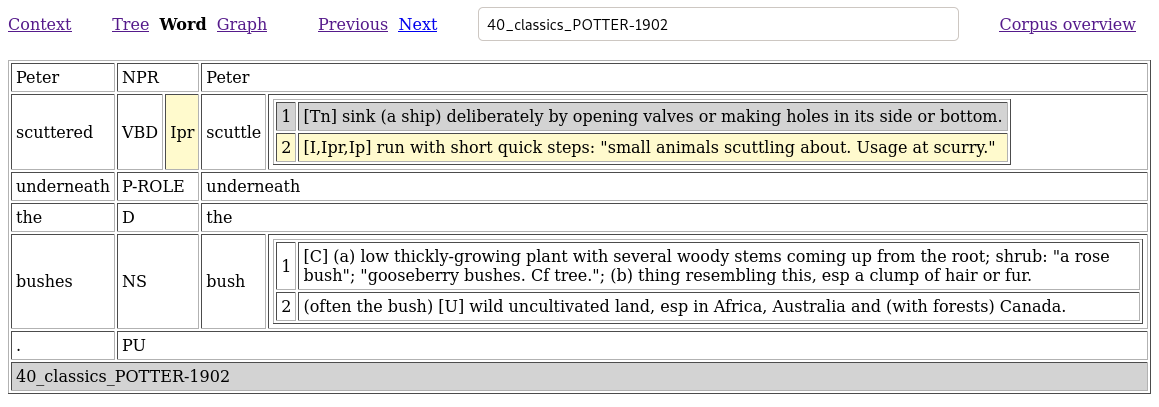 Context Tree Word Graph Previous Next 40_classics_POTTER-1902 Corpus overview
Peter NPR Peter
scuttered VBD Ipr scuttle
1 [Tn] sink (a ship) deliberately by opening valves or making holes in its side or bottom.
2 [I,Ipr,Ip] run with short quick steps: "small animals scuttling about. Usage at scurry."
underneath P-ROLE underneath
the D the
bushes NS bush
1 [C] (a) low thickly-growing plant with several woody stems coming up from the root; shrub: "a rose
bush"; "gooseberry bushes. Cf tree."; (b) thing resembling this, esp a clump of hair or fur.
2 (often the bush) [U] wild uncultivated land, esp in Africa, Australia and (with forests) Canada.
. PU
40_classics_POTTER-1902